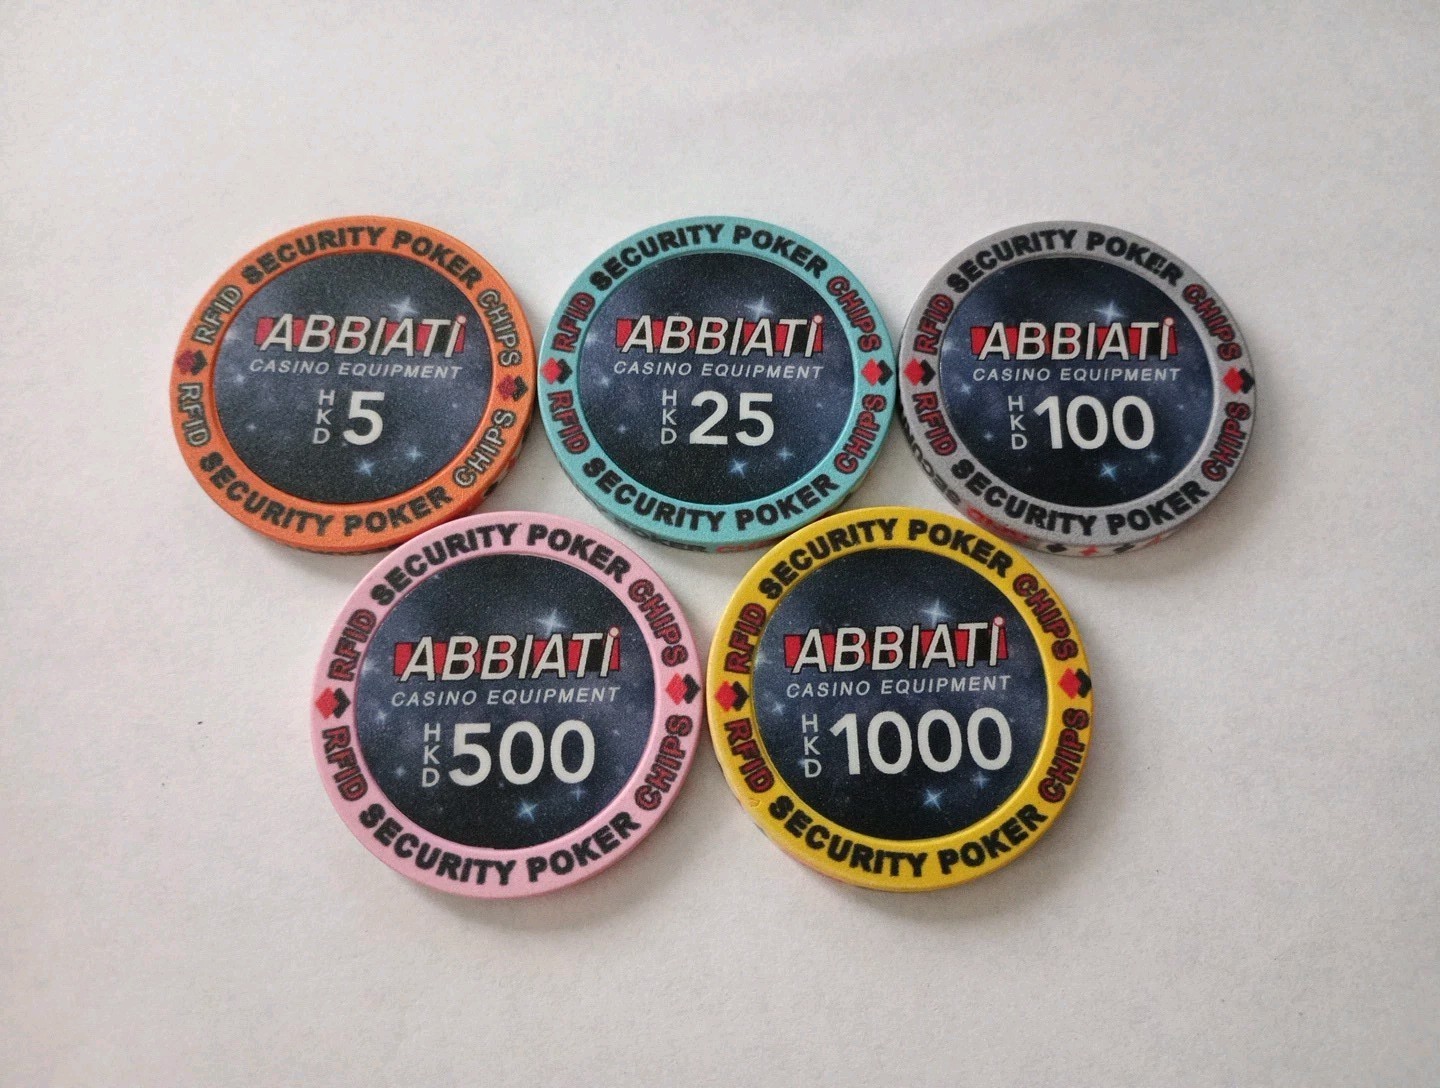 RFID SECURITY POKER CHIPS
ABBIATI
CASINO EQUIPMENT
HKD 5
RFID SECURITY POKER CHIPS
RFID SECURITY POKER CHIPS
ABBIATI
CASINO EQUIPMENT
HKD 25
RFID SECURITY POKER CHIPS
RFID SECURITY POKER CHIPS
ABBIATI
CASINO EQUIPMENT
HKD 100
RFID SECURITY POKER CHIPS
RFID SECURITY POKER CHIPS
ABBIATI
CASINO EQUIPMENT
HKD 500
RFID SECURITY POKER CHIPS
RFID SECURITY POKER CHIPS
ABBIATI
CASINO EQUIPMENT
HKD 1000
RFID SECURITY POKER CHIPS